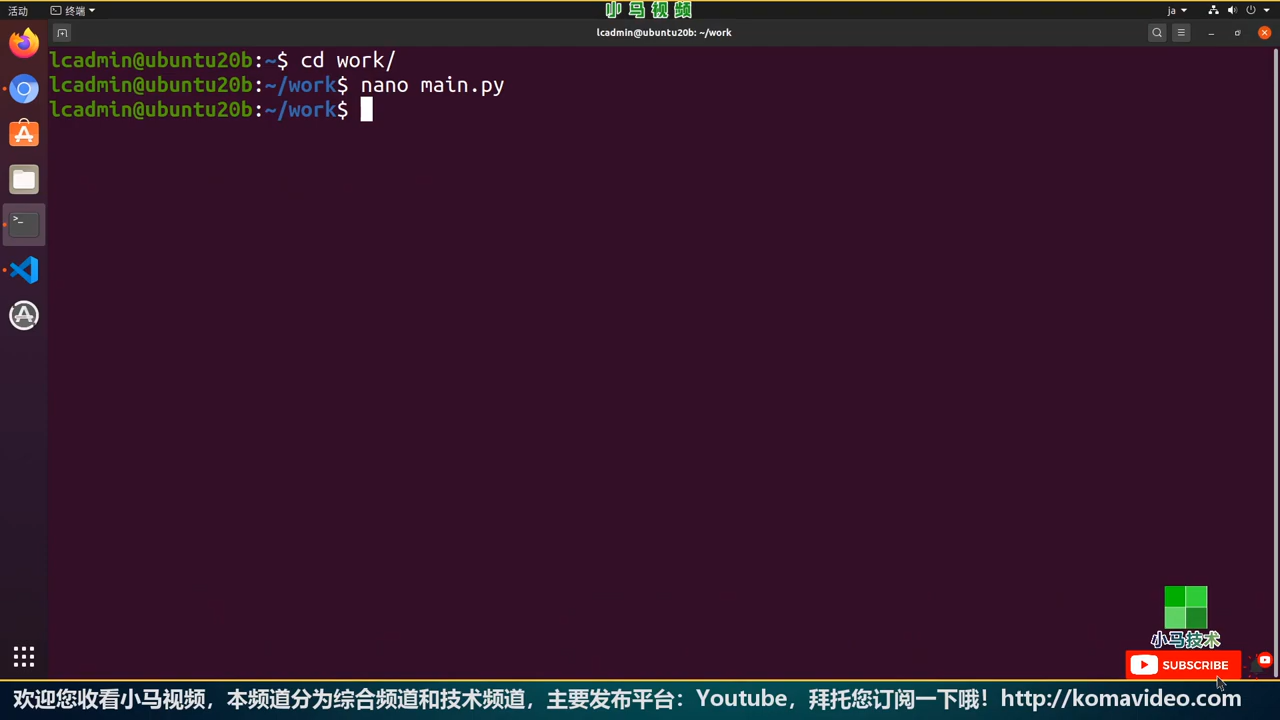 活动
终端
小马视频
ja
lcadmin@ubuntu20b: ~/work
lcadmin@ubuntu20b:~$ cd work/
lcadmin@ubuntu20b:~/work$ nano main.py
lcadmin@ubuntu20b:~/work$
小马技术
SUBSCRIBE
欢迎您收看小马视频，本频道分为综合频道和技术频道，主要发布平台：Youtube，拜托您订阅一下哦！http://komavideo.com